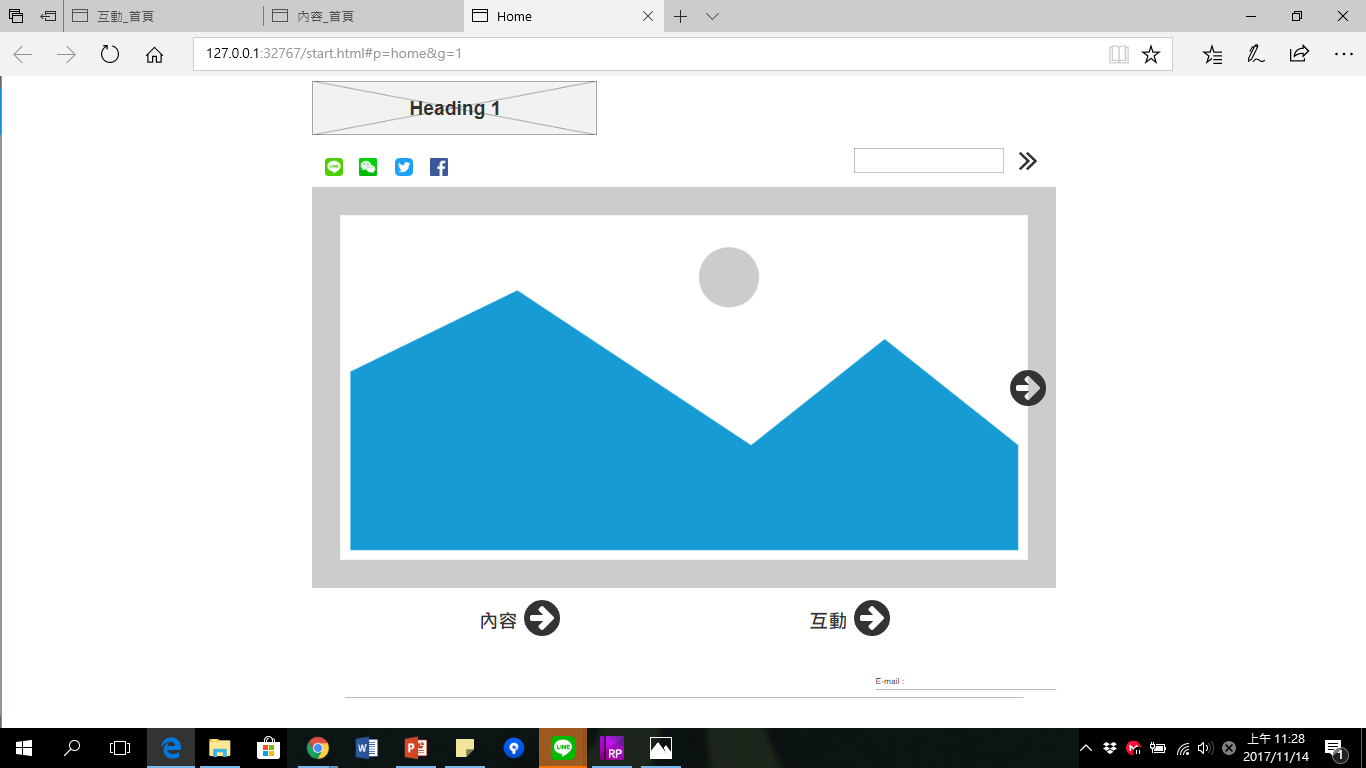 互動_首頁
內容_首頁
Home
127.0.0.1:32767/start.html#p=home&g=1
Heading 1
內容
互動
E-mail :
LINE
RP
上午 11:28
2017/11/14
1